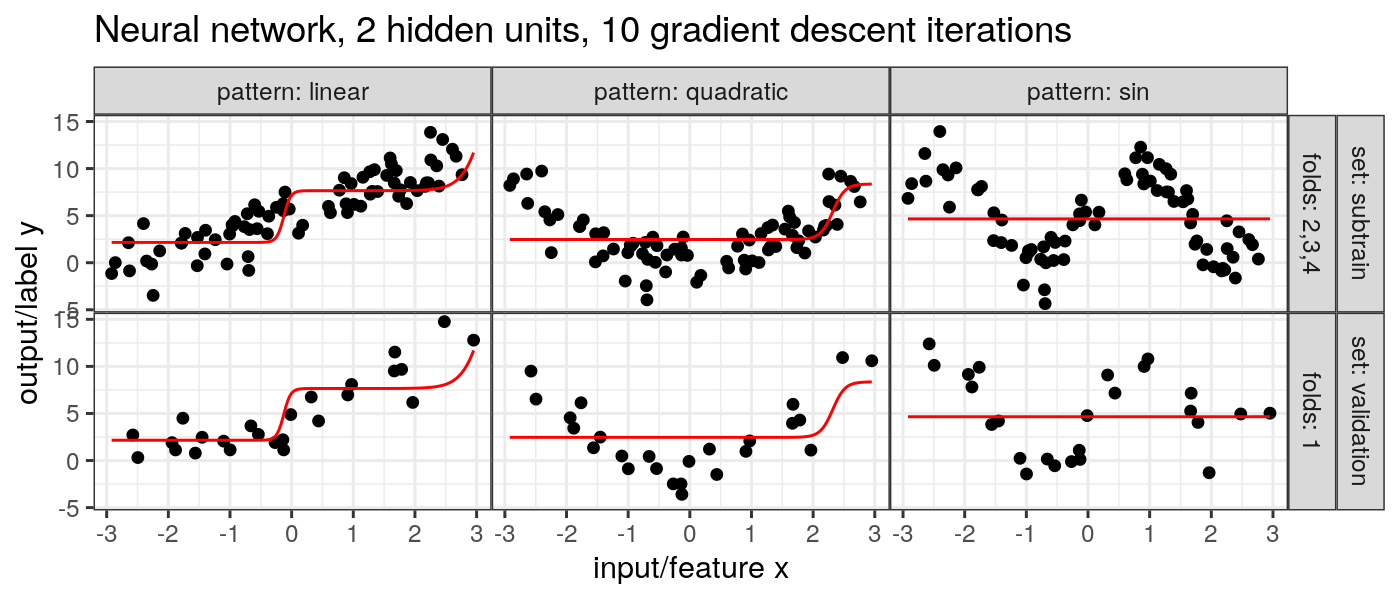 Neural network, 2 hidden units, 10 gradient descent iterations
pattern: linear
pattern: quadratic
pattern: sin
output/label y
15
10
5
0
-5
15
10
5
0
-5
folds: 2,3,4
set: subtrain
folds: 1
set: validation
-3 -2 -1 0 1 2 3
-3 -2 -1 0 1 2 3
-3 -2 -1 0 1 2 3
input/feature x